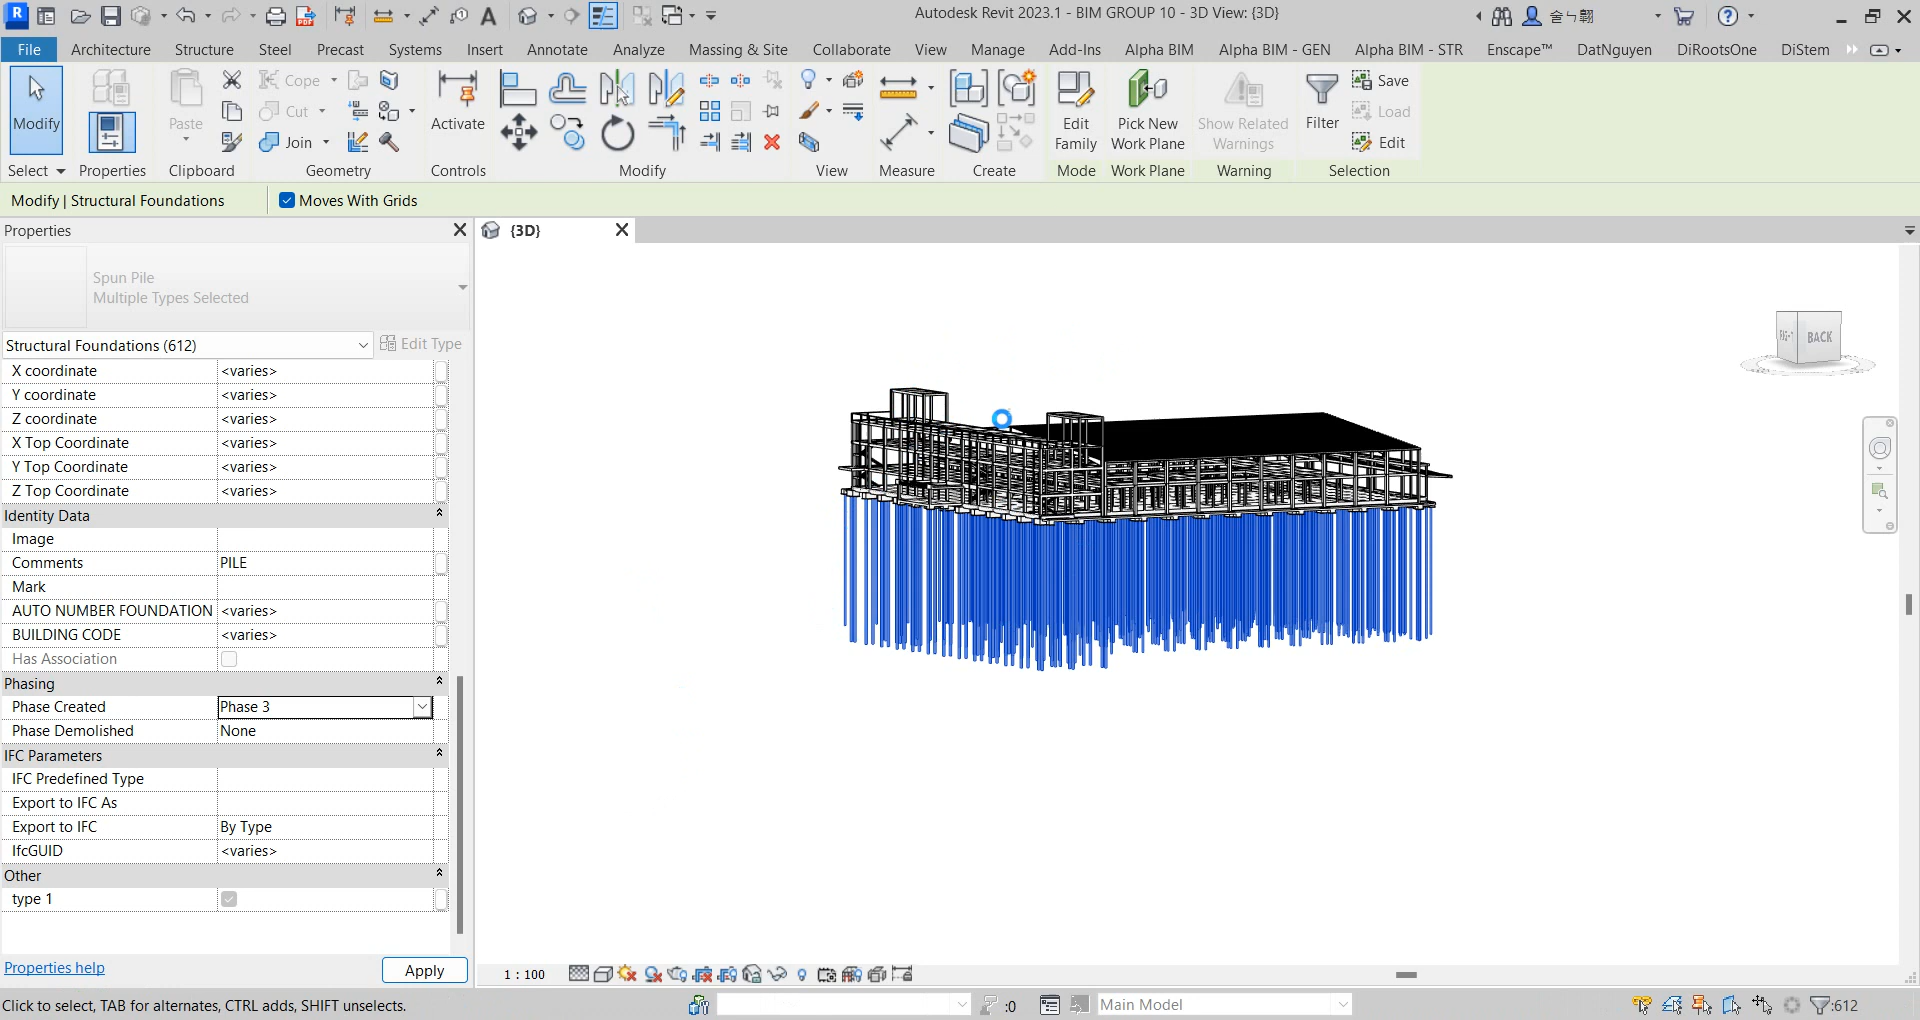 Autodesk Revit 2023.1 - BIM GROUP 10 - 3D View: {3D}
File Architecture Structure Steel Precast Systems Insert Annotate Analyze Massing & Site Collaborate View Manage Add-Ins Alpha BIM Alpha BIM - GEN Alpha BIM - STR Enscape™ DatNguyen DiRootsOne DiStem
Modify Paste Cope Cut Join Activate Edit Family Pick New Work Plane Show Related Warnings Filter Save Load Edit
Select Properties Clipboard Geometry Controls Modify View Measure Create Mode Work Plane Warning Selection
Modify | Structural Foundations Moves With Grids
Properties
{3D}
Spun Pile
Multiple Types Selected
Structural Foundations (612) Edit Type
X coordinate <varies>
Y coordinate <varies>
Z coordinate <varies>
X Top Coordinate <varies>
Y Top Coordinate <varies>
Z Top Coordinate <varies>
Identity Data
Image
Comments PILE
Mark
AUTO NUMBER FOUNDATION <varies>
BUILDING CODE <varies>
Has Association
Phasing
Phase Created Phase 3
Phase Demolished None
IFC Parameters
IFC Predefined Type
Export to IFC As
Export to IFC By Type
IfcGUID <varies>
Other
type 1
Properties help Apply
BACK
1 : 100
Click to select, TAB for alternates, CTRL adds, SHIFT unselects. :0 Main Model :612